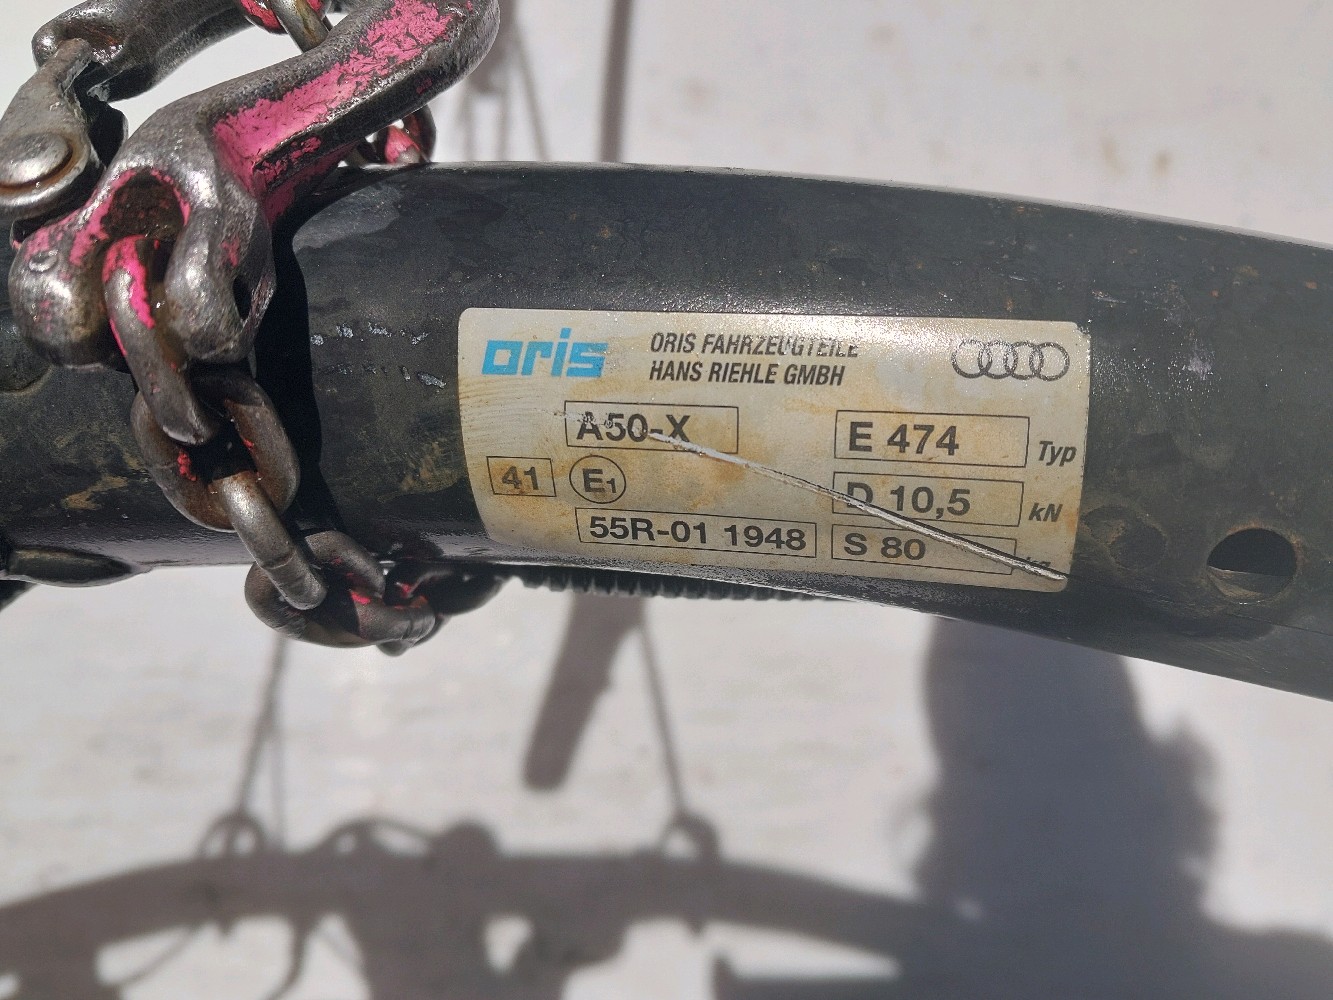 oris
ORIS FAHRZEUGTEILE
HANS RIEHLE GMBH
A50-X
E 474 Typ
41 E1
D 10,5 kN
55R-01 1948
S 80